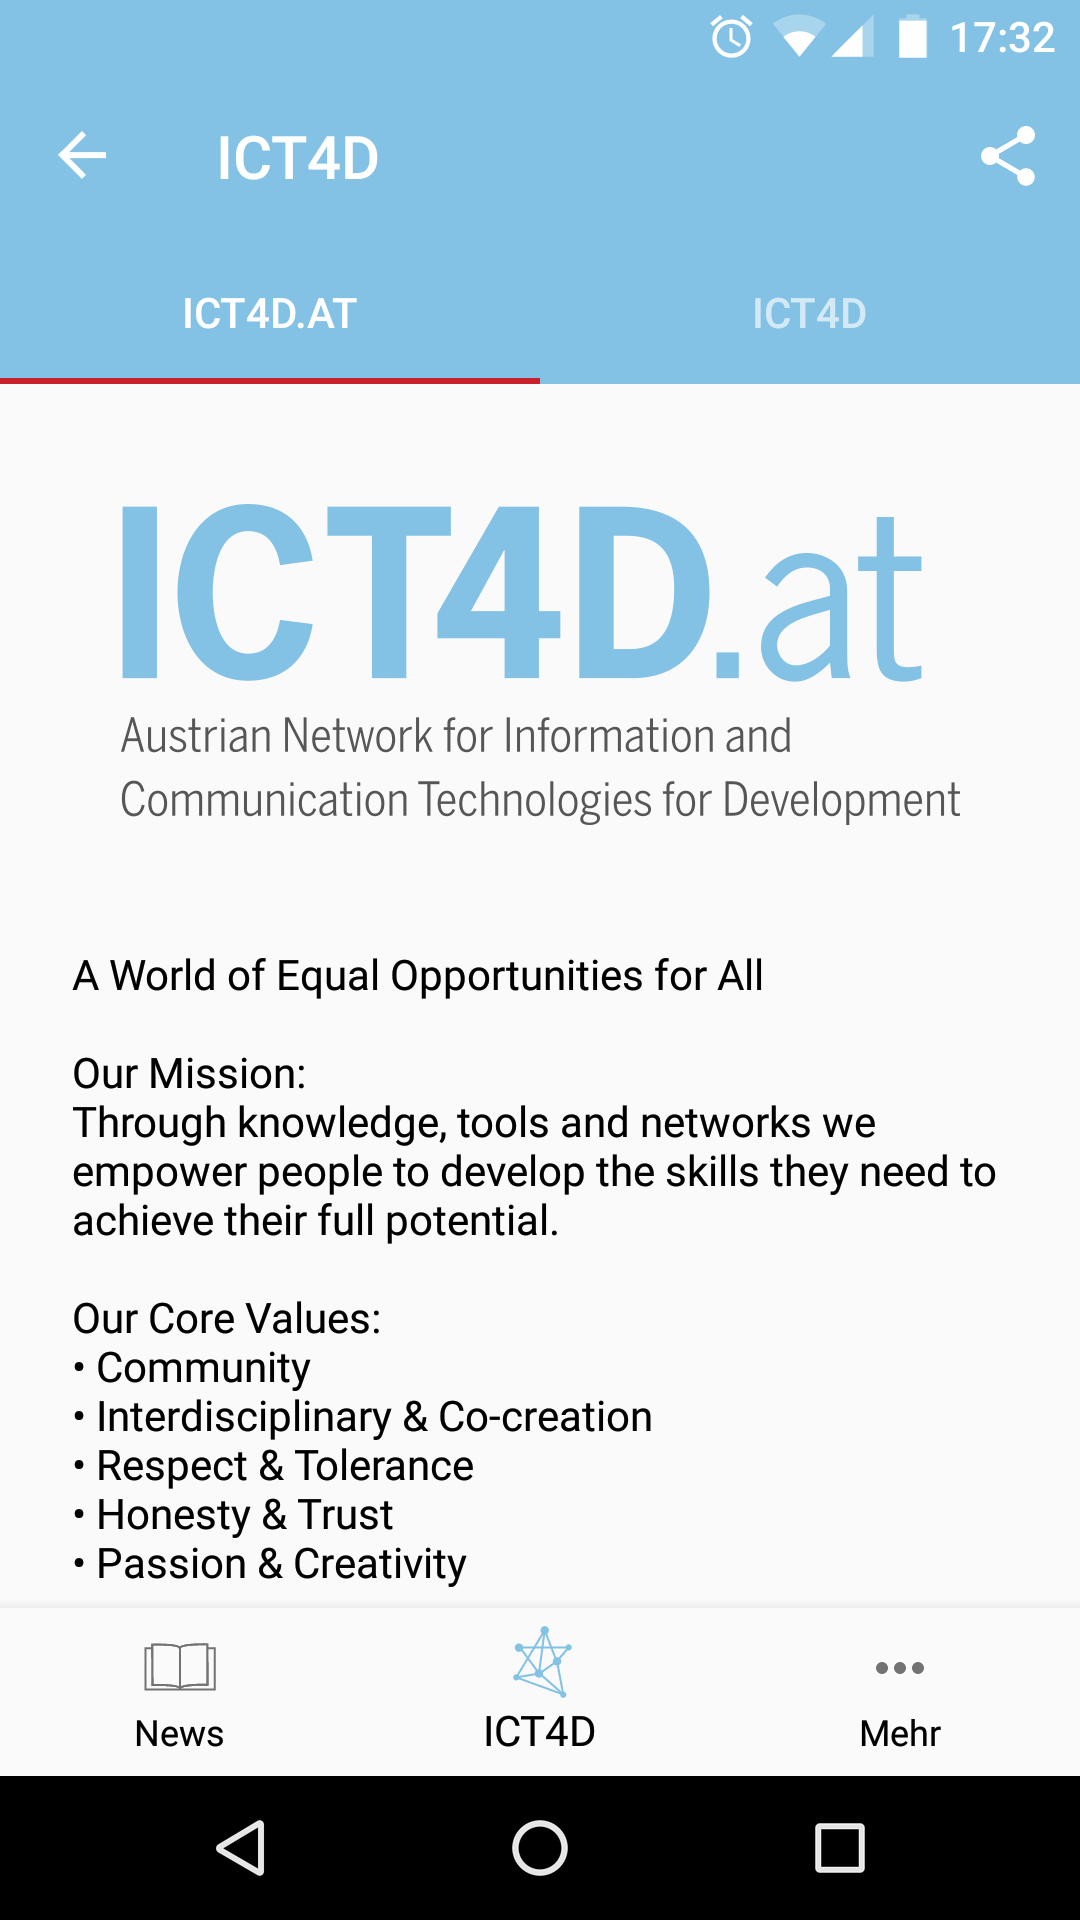 17:32
ICT4D
ICT4D.AT
ICT4D
ICT4D.at
Austrian Network for Information and
Communication Technologies for Development
A World of Equal Opportunities for All
Our Mission:
Through knowledge, tools and networks we
empower people to develop the skills they need to
achieve their full potential.
Our Core Values:
• Community
• Interdisciplinary & Co-creation
• Respect & Tolerance
• Honesty & Trust
• Passion & Creativity
News
ICT4D
Mehr